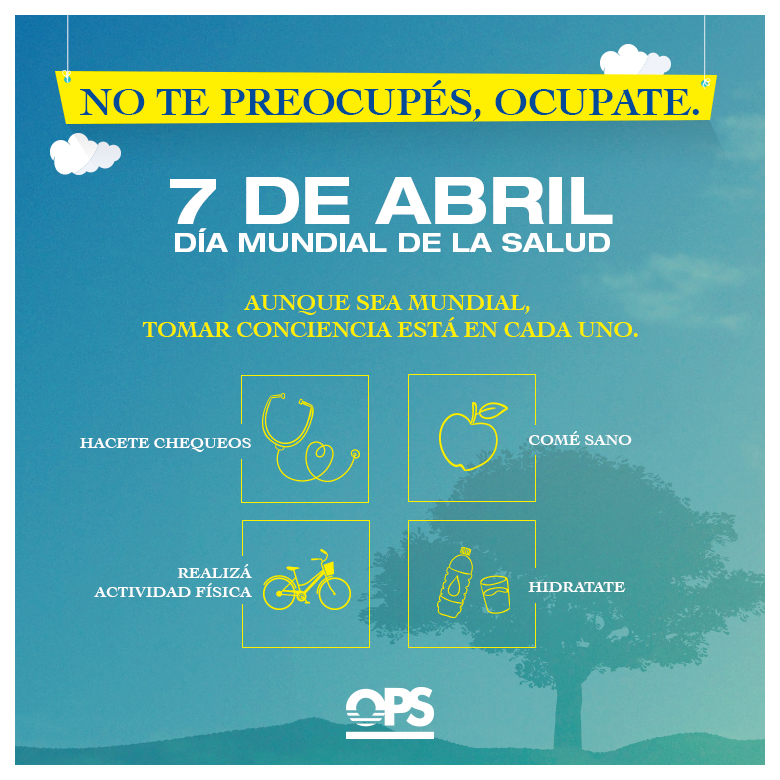 NO TE PREOCUPÉS, OCUPATE.
7 DE ABRIL
DÍA MUNDIAL DE LA SALUD
AUNQUE SEA MUNDIAL,
TOMAR CONCIENCIA ESTÁ EN CADA UNO.
HACETE CHEQUEOS
COMÉ SANO
REALIZÁ
ACTIVIDAD FÍSICA
HIDRATATE
OPS